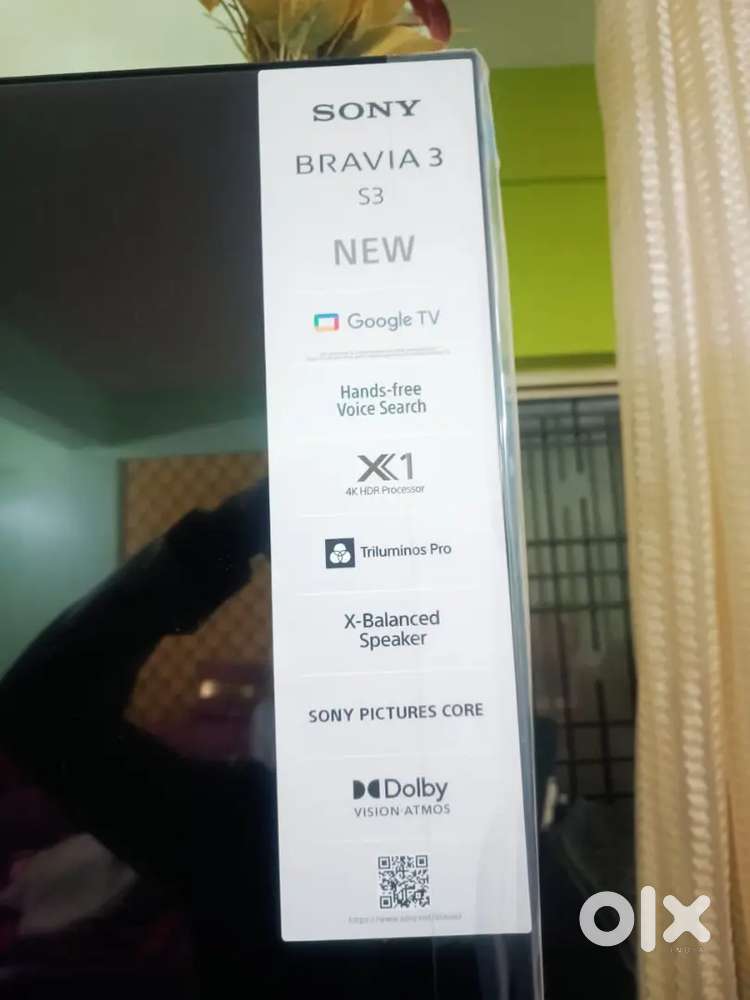 SONY
BRAVIA 3
S3
NEW
Google TV
Hands-free
Voice Search
X1
4K HDR Processor
Triluminos Pro
X-Balanced
Speaker
SONY PICTURES CORE
Dolby
VISION·ATMOS
olx
INDIA